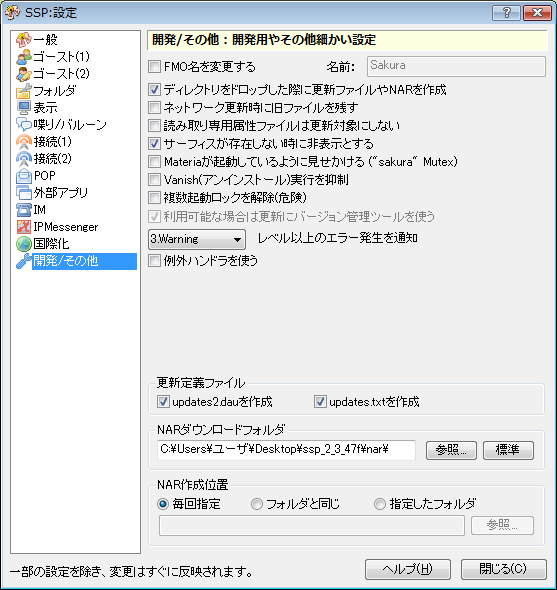 SSP:設定
一般
ゴースト(1)
ゴースト(2)
フォルダ
表示
喋り/バルーン
接続(1)
接続(2)
POP
外部アプリ
IM
IPMessenger
国際化
開発/その他
開発/その他 : 開発用やその他細かい設定
FMO名を変更する 名前: Sakura
ディレクトリをドロップした際に更新ファイルやNARを作成
ネットワーク更新時に旧ファイルを残す
読み取り専用属性ファイルは更新対象にしない
サーフィスが存在しない時に非表示とする
Materiaが起動しているように見せかける ("sakura" Mutex)
Vanish(アンインストール)実行を抑制
複数起動ロックを解除(危険)
利用可能な場合は更新にバージョン管理ツールを使う
3.Warning レベル以上のエラー発生を通知
例外ハンドラを使う
更新定義ファイル
updates2.dauを作成 updates.txtを作成
NARダウンロードフォルダ
C:¥Users¥ユーザ¥Desktop¥ssp_2_3_47f¥nar¥ 参照... 標準
NAR作成位置
毎回指定 フォルダと同じ 指定したフォルダ
参照...
一部の設定を除き、変更はすぐに反映されます。 ヘルプ(H) 閉じる(C)